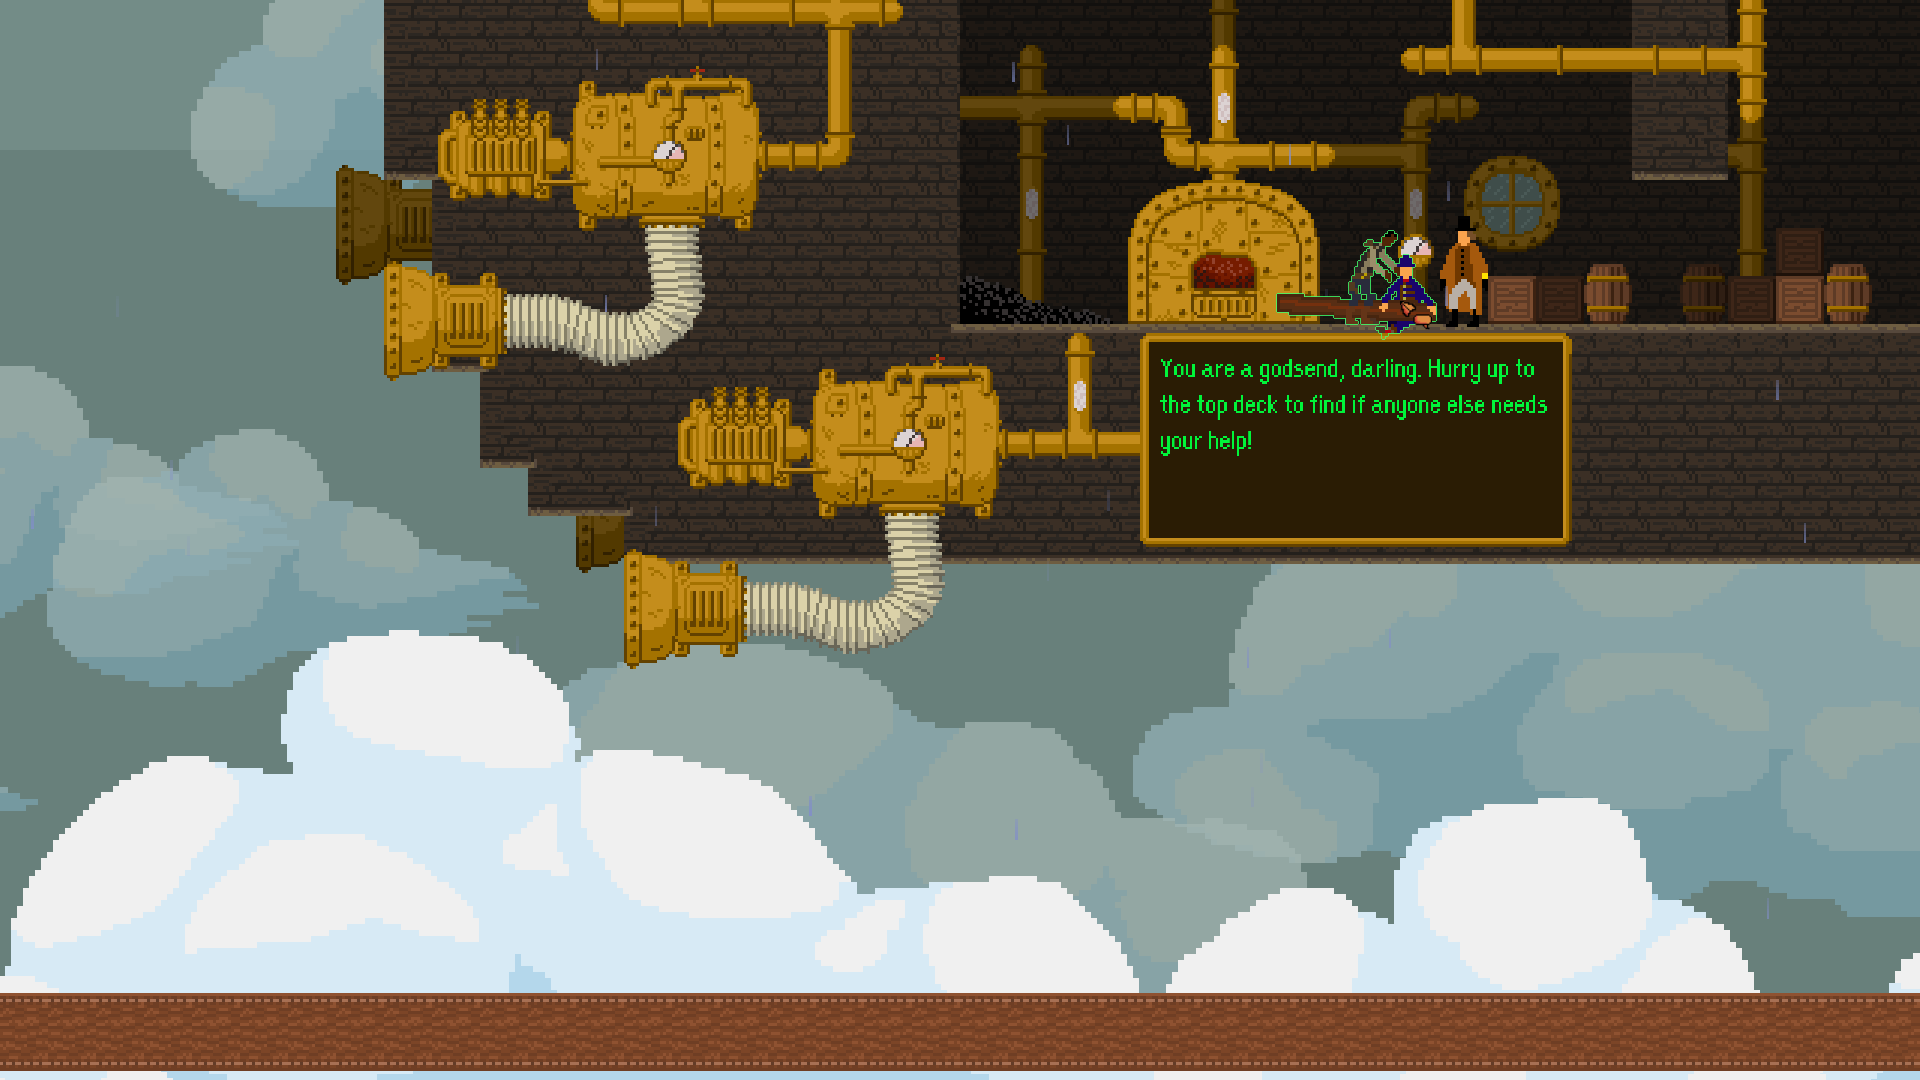 You are a godsend, darling. Hurry up to
the top deck to find if anyone else needs
your help!